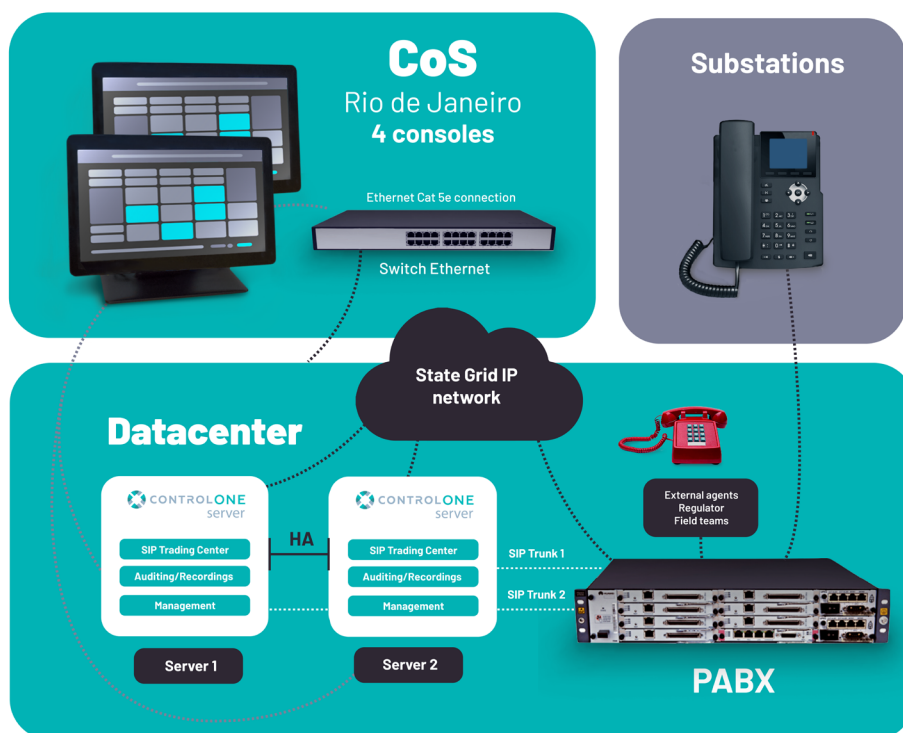 CoS
Rio de Janeiro
4 consoles
Ethernet Cat 5e connection
Switch Ethernet
Substations
State Grid IP
network
Datacenter
CONTROLONE
server
SIP Trading Center
Auditing/Recordings
Management
Server 1
HA
CONTROLONE
server
SIP Trading Center
Auditing/Recordings
Management
Server 2
SIP Trunk 1
SIP Trunk 2
External agents
Regulator
Field teams
PABX